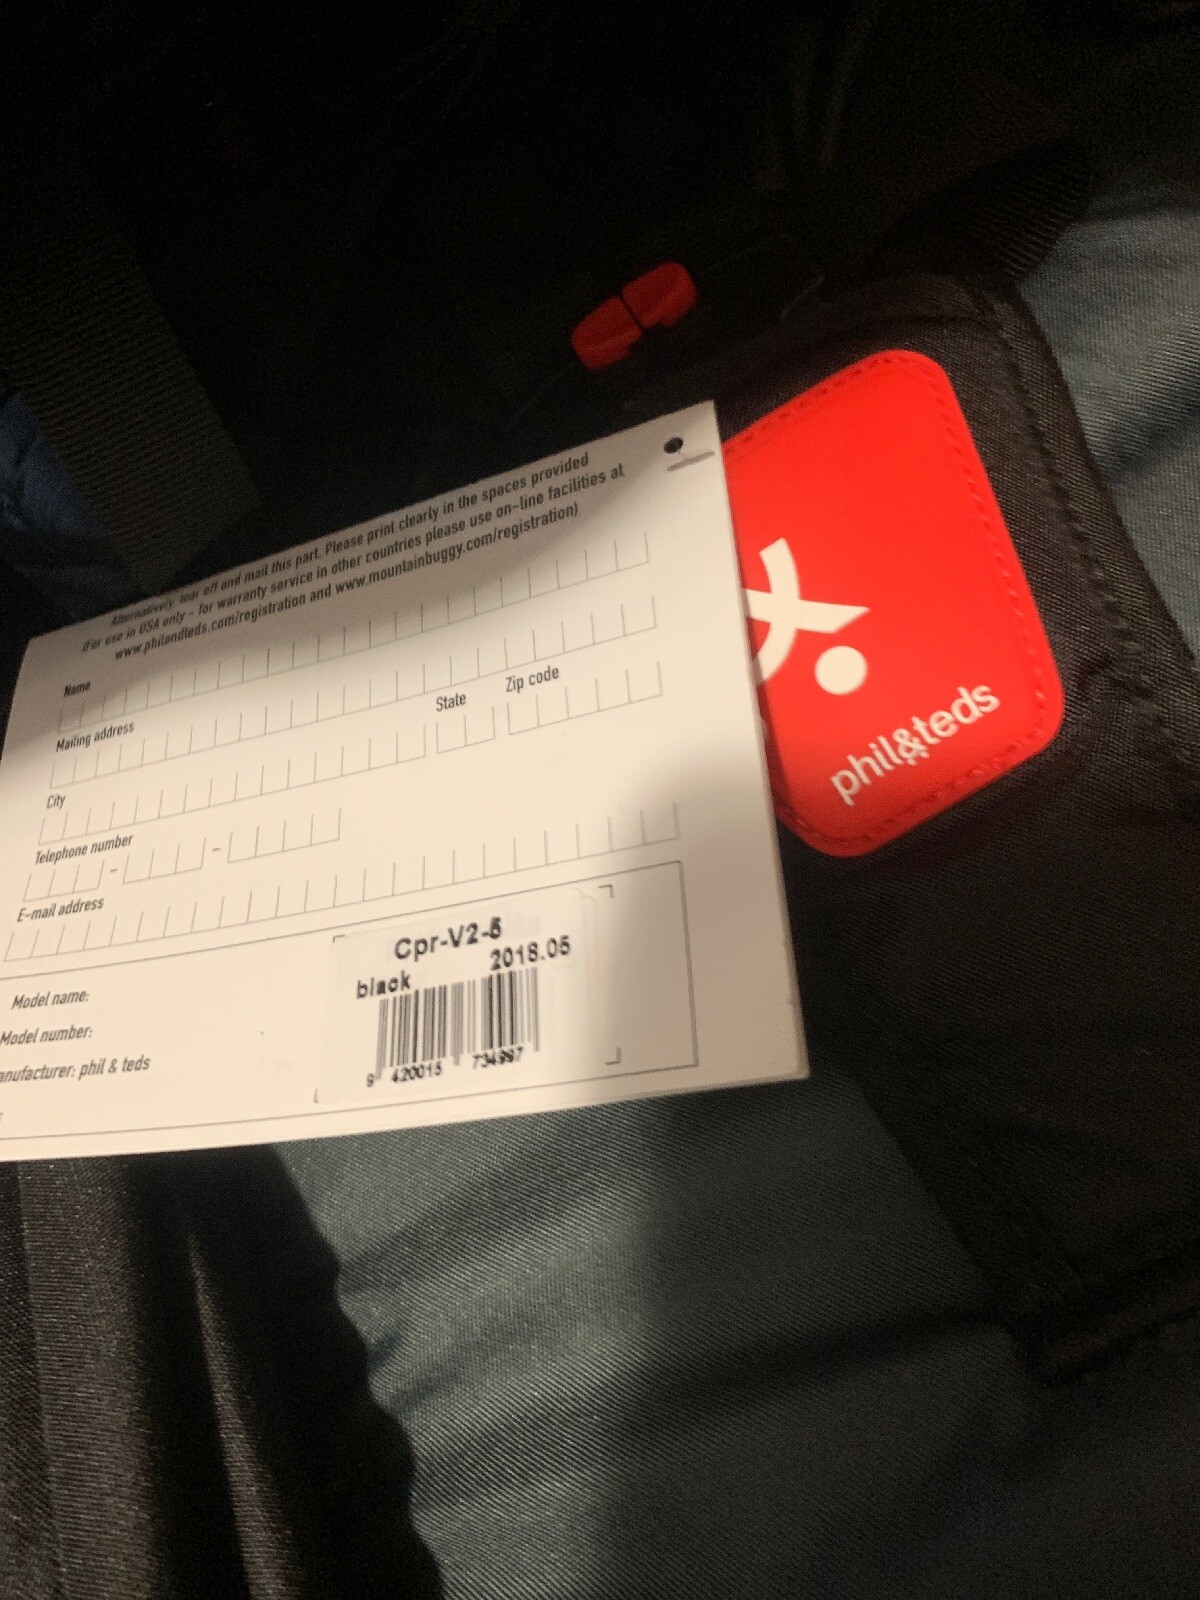 Alternatively, tear off and mail this part. Please print clearly in the spaces provided
(For use in USA only - for warranty service in other countries please use on-line facilities at
www.philandteds.com/registration and www.mountainbuggy.com/registration)
Name
Mailing address
City
State
Zip code
Telephone number
E-mail address
Model name:
Model number:
anufacturer: phil & teds
Cpr-V2-5
black 2018.05
9 420015 734997
phil&teds